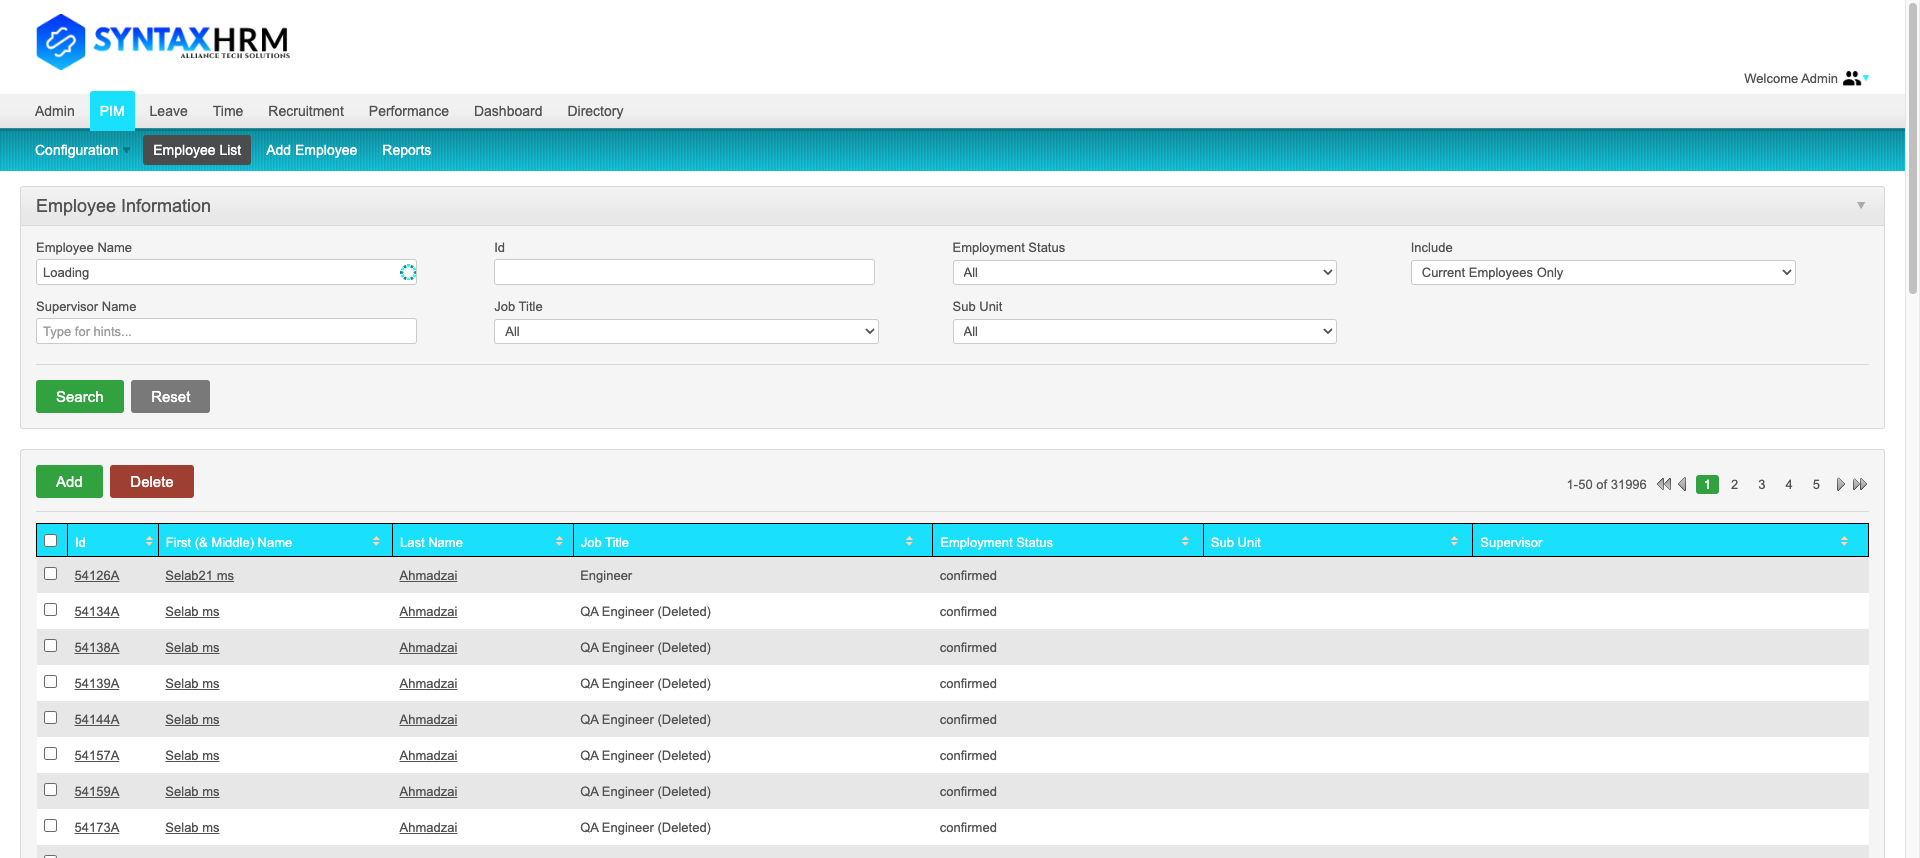 SYNTAXHRM
ALLIANCE TECH SOLUTIONS
Welcome Admin
Admin PIM Leave Time Recruitment Performance Dashboard Directory
Configuration Employee List Add Employee Reports
Employee Information
Employee Name Id Employment Status Include
Loading All Current Employees Only
Supervisor Name Job Title Sub Unit
Type for hints... All All
Search Reset
Add Delete
1-50 of 31996 1 2 3 4 5
Id First (& Middle) Name Last Name Job Title Employment Status Sub Unit Supervisor
54126A Selab21 ms Ahmadzai Engineer confirmed
54134A Selab ms Ahmadzai QA Engineer (Deleted) confirmed
54138A Selab ms Ahmadzai QA Engineer (Deleted) confirmed
54139A Selab ms Ahmadzai QA Engineer (Deleted) confirmed
54144A Selab ms Ahmadzai QA Engineer (Deleted) confirmed
54157A Selab ms Ahmadzai QA Engineer (Deleted) confirmed
54159A Selab ms Ahmadzai QA Engineer (Deleted) confirmed
54173A Selab ms Ahmadzai QA Engineer (Deleted) confirmed